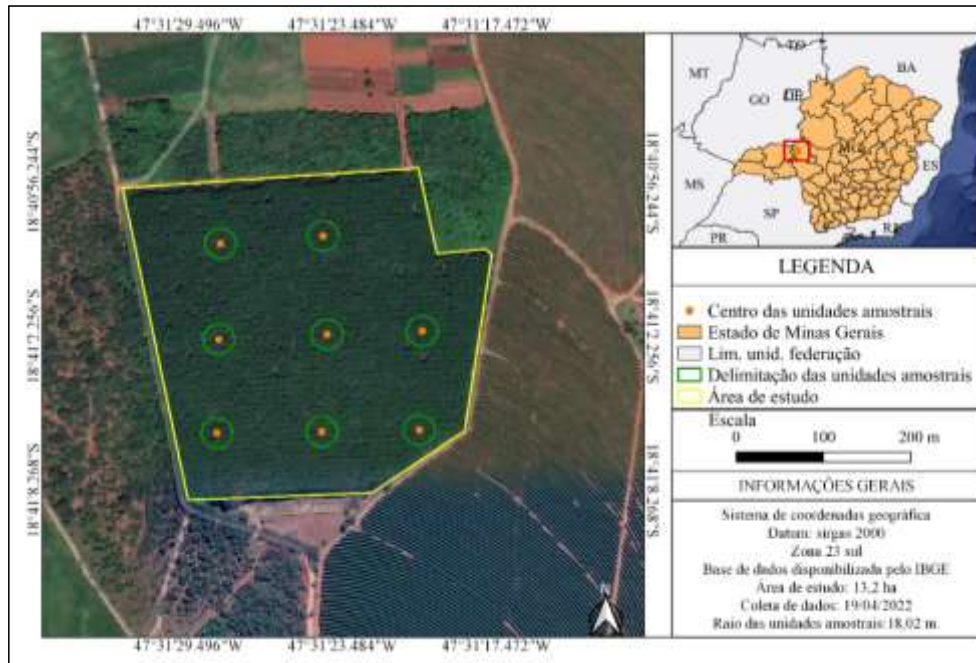 47°31'29.496"W 47°31'23.484"W 47°31'17.472"W
18°40'56.244"S
18°41'2.256"S
18°41'8.268"S
18°40'56.244"S
18°41'2.256"S
18°41'8.268"S
47°31'29.496"W 47°31'23.484"W 47°31'17.472"W
MT
GO
BA
MS
ES
SP
PR
LEGENDA
Centro das unidades amostrais
Estado de Minas Gerais
Lim. unid. federação
Delimitação das unidades amostrais
Área de estudo
Escala
0 100 200 m
INFORMAÇÕES GERAIS
Sistema de coordenadas geográfica
Datum: sirgas 2000
Zona 23 sul
Base de dados disponibilizada pelo IBGE
Área de estudo: 13,2 ha
Coleta de dados: 19/04/2022
Raio das unidades amostrais:18,02 m.